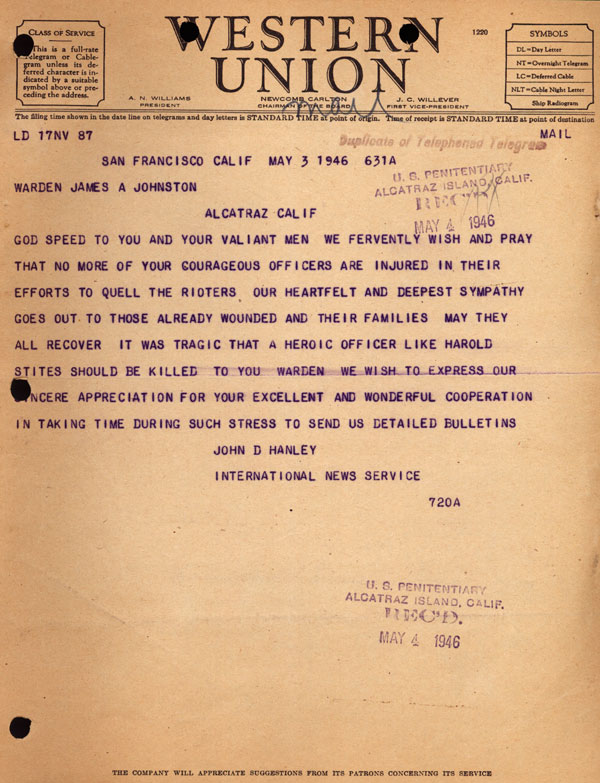 CLASS OF SERVICE
This is a full-rate
Telegram or Cable-
gram unless its de-
ferred character is in-
dicated by a suitable
symbol above or pre-
ceding the address.
WESTERN
UNION
1220
SYMBOLS
DL=Day Letter
NT=Overnight Telegram
LC=Deferred Cable
NLT=Cable Night Letter
Ship Radiogram
A. N. WILLIAMS
PRESIDENT
NEWCOMB CARLTON
CHAIRMAN OF THE BOARD
J. C. WILLEVER
FIRST VICE-PRESIDENT
The filing time shown in the date line on telegrams and day letters is STANDARD TIME at point of origin. Time of receipt is STANDARD TIME at point of destination
LD 17NV 87 MAIL
Duplicate of Telephoned Telegram
SAN FRANCISCO CALIF MAY 3 1946 631A
U. S. PENITENTIARY
ALCATRAZ ISLAND, CALIF.
REC'D.
MAY 4 1946
WARDEN JAMES A JOHNSTON
ALCATRAZ CALIF
GOD SPEED TO YOU AND YOUR VALIANT MEN WE FERVENTLY WISH AND PRAY
THAT NO MORE OF YOUR COURAGEOUS OFFICERS ARE INJURED IN THEIR
EFFORTS TO QUELL THE RIOTERS OUR HEARTFELT AND DEEPEST SYMPATHY
GOES OUT TO THOSE ALREADY WOUNDED AND THEIR FAMILIES MAY THEY
ALL RECOVER IT WAS TRAGIC THAT A HEROIC OFFICER LIKE HAROLD
STITES SHOULD BE KILLED TO YOU WARDEN WE WISH TO EXPRESS OUR
SINCERE APPRECIATION FOR YOUR EXCELLENT AND WONDERFUL COOPERATION
IN TAKING TIME DURING SUCH STRESS TO SEND US DETAILED BULLETINS
JOHN D HANLEY
INTERNATIONAL NEWS SERVICE
720A
U. S. PENITENTIARY
ALCATRAZ ISLAND, CALIF.
REC'D.
MAY 4 1946
THE COMPANY WILL APPRECIATE SUGGESTIONS FROM ITS PATRONS CONCERNING ITS SERVICE